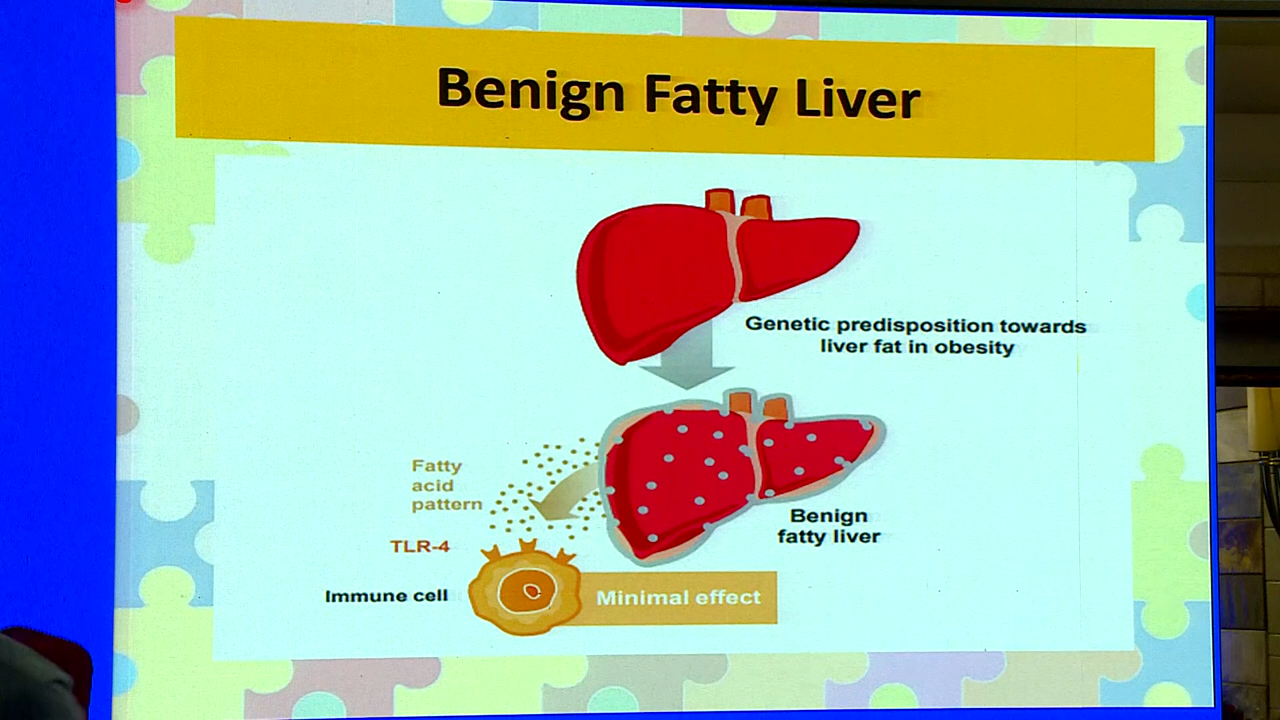 Benign Fatty Liver
Genetic predisposition towards
liver fat in obesity
Fatty
acid
pattern
Benign
fatty liver
TLR-4
Immune cell
Minimal effect